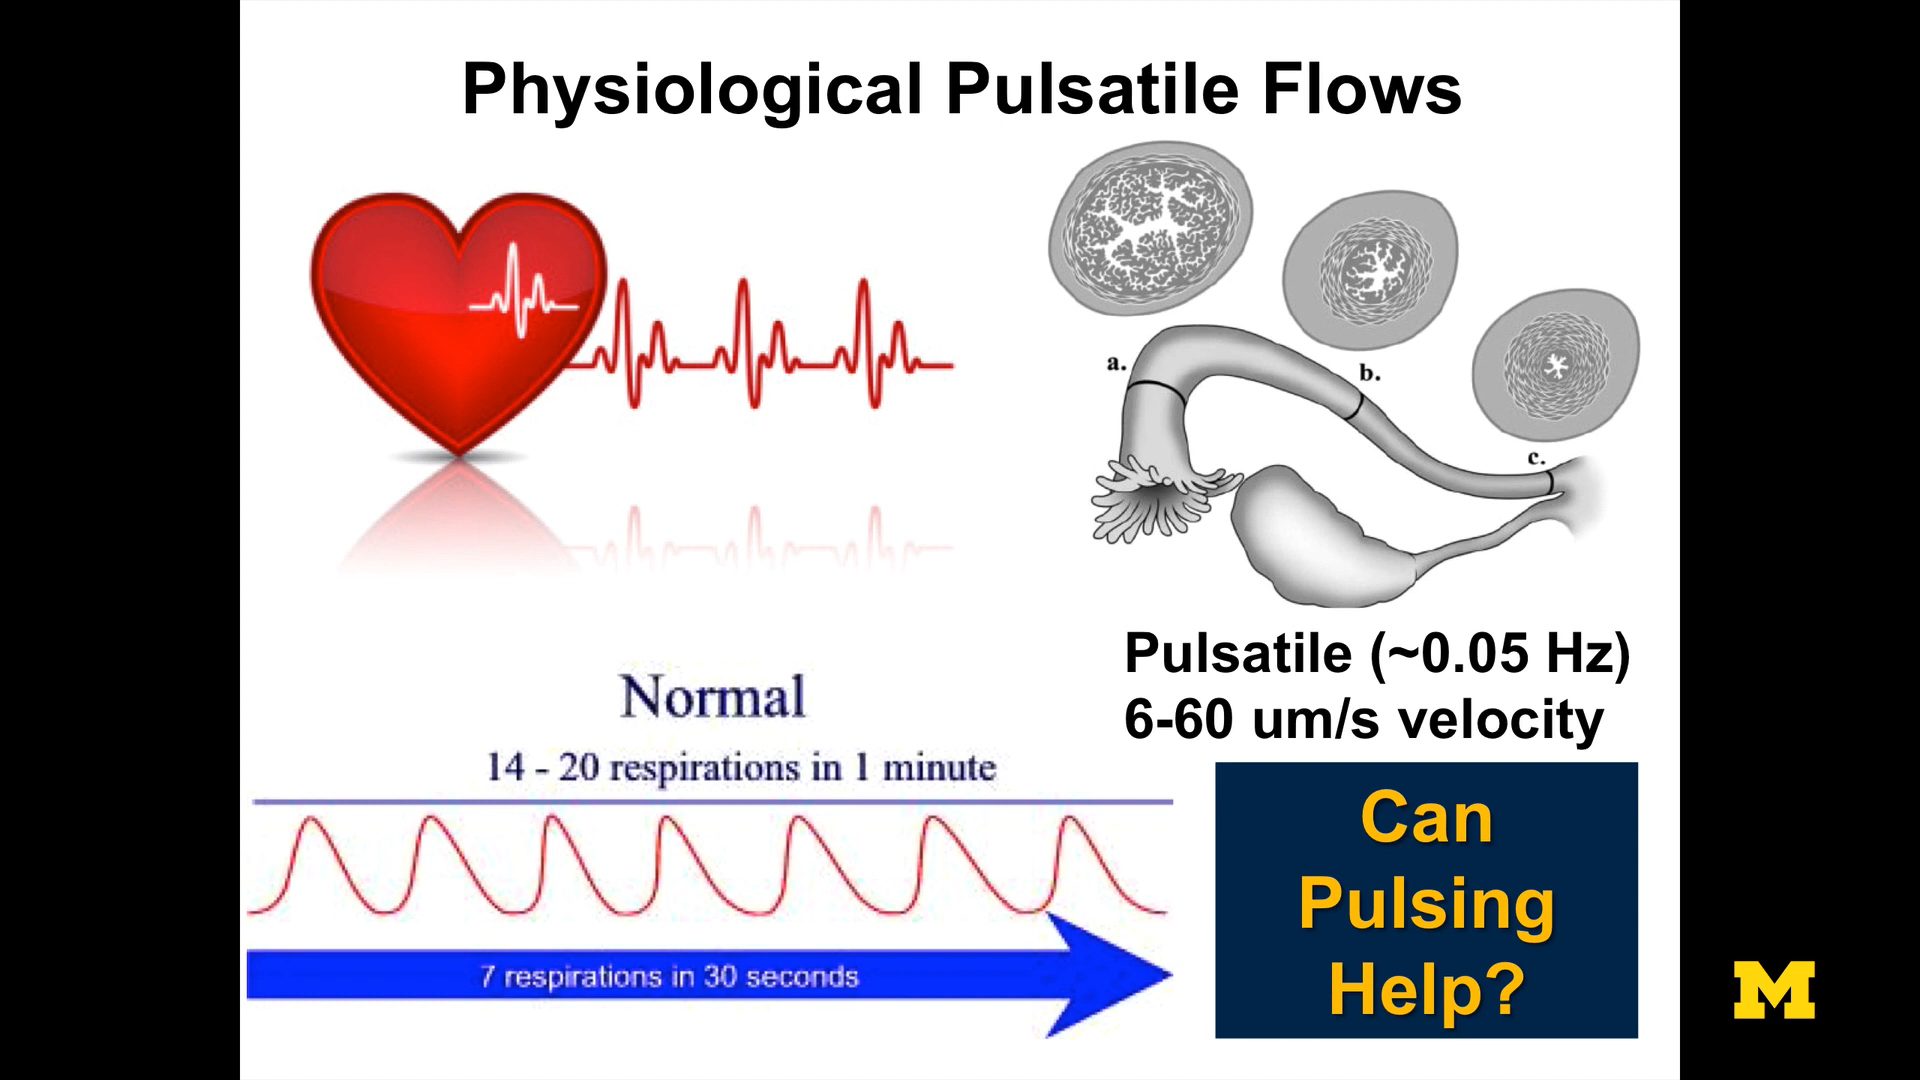 Physiological Pulsatile Flows
a.
b.
c.
Pulsatile (~0.05 Hz)
6-60 um/s velocity
Normal
14 - 20 respirations in 1 minute
7 respirations in 30 seconds
Can
Pulsing
Help?
M